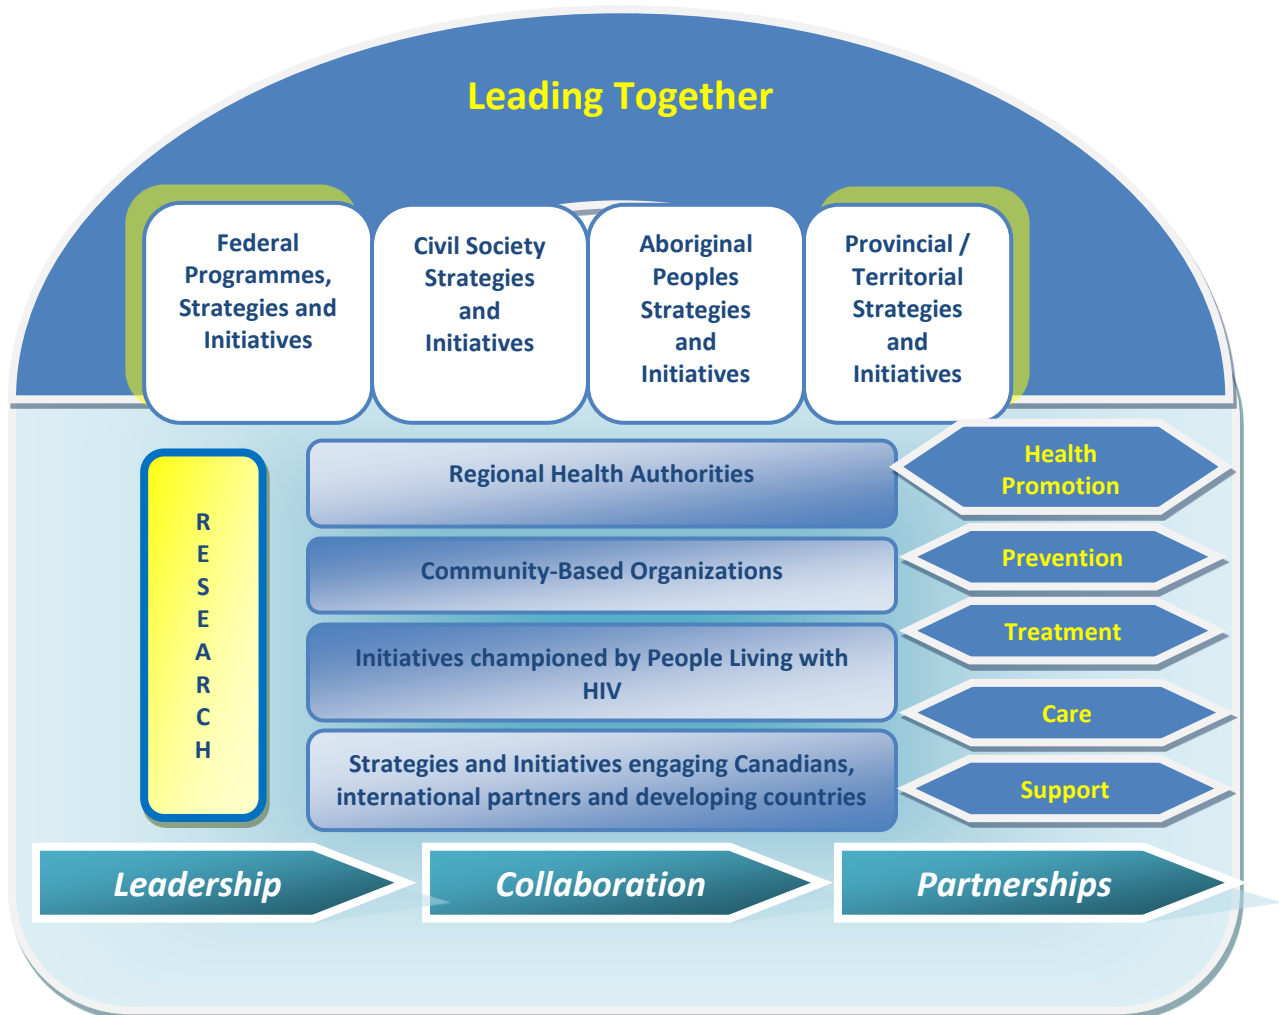 Leading Together
Federal
Programmes,
Strategies and
Initiatives
Civil Society
Strategies
and
Initiatives
Aboriginal
Peoples
Strategies
and
Initiatives
Provincial /
Territorial
Strategies
and
Initiatives
R
E
S
E
A
R
C
H
Regional Health Authorities
Community-Based Organizations
Initiatives championed by People Living with
HIV
Strategies and Initiatives engaging Canadians,
international partners and developing countries
Health
Promotion
Prevention
Treatment
Care
Support
Leadership
Collaboration
Partnerships